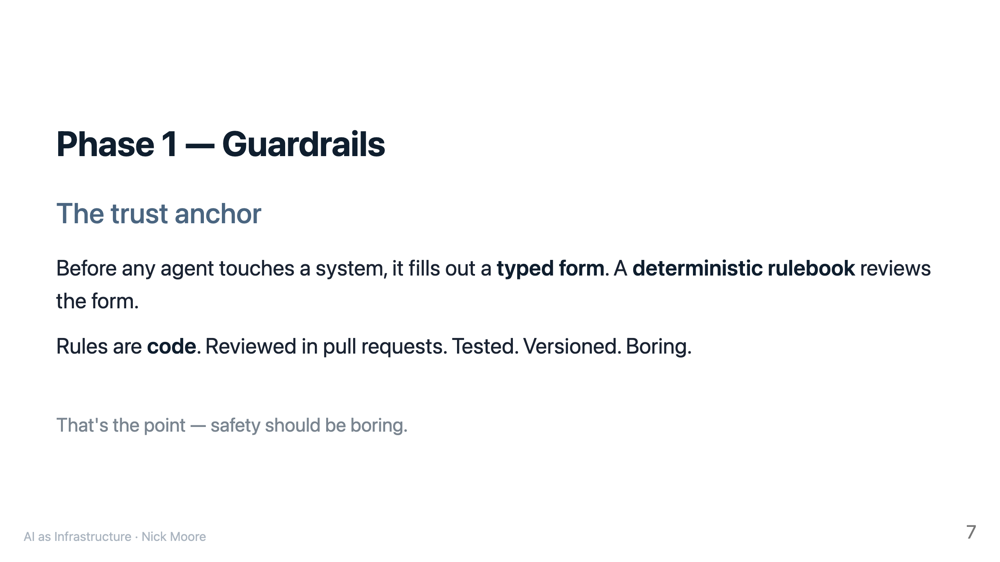 Phase 1 — Guardrails
The trust anchor
Before any agent touches a system, it fills out a typed form. A deterministic rulebook reviews
the form.
Rules are code. Reviewed in pull requests. Tested. Versioned. Boring.
That's the point — safety should be boring.
AI as Infrastructure · Nick Moore
7